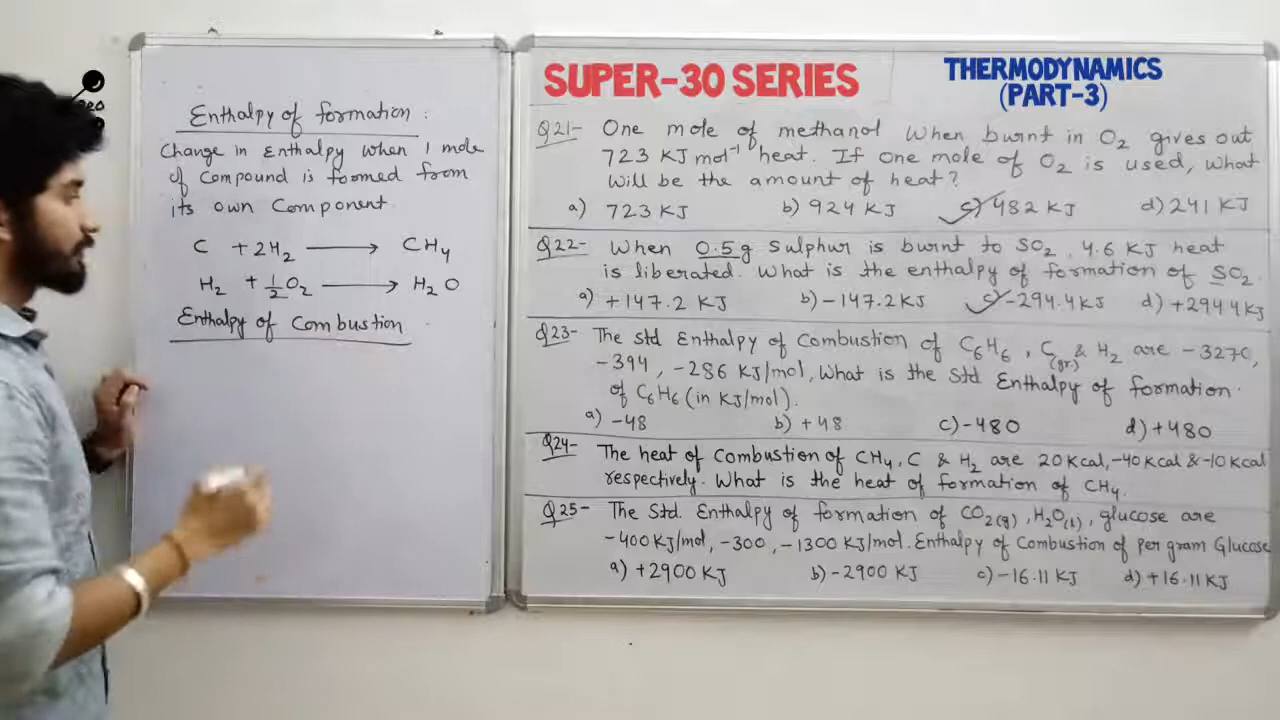 Enthalpy of formation :
Change in Enthalpy when 1 mole
of Compound is formed from
its own Component
C + 2H₂ ⟶ CH₄
H₂ + 1/2 O₂ ⟶ H₂O
Enthalpy of Combustion
SUPER-30 SERIES
THERMODYNAMICS
(PART-3)
Q21- One mole of methanol when burnt in O₂ gives out
723 KJ mol⁻¹ heat. If one mole of O₂ is used, what
will be the amount of heat?
a) 723 KJ b) 924 KJ c) 482 KJ d) 241 KJ
Q22- When 0.5g Sulphur is burnt to SO₂, 4.6 KJ heat
is liberated. What is the enthalpy of formation of SO₂.
a) +147.2 KJ b) -147.2KJ c) -294.4KJ d) +294.4KJ
Q23- The std Enthalpy of Combustion of C₆H₆, C(gr.) & H₂ are -3270,
-394, -286 KJ/mol, What is the Std Enthalpy of formation.
of C₆H₆ (in KJ/mol).
a) -48 b) +48 c) -480 d) +480
Q24- The heat of Combustion of CH₄, C & H₂ are 20 Kcal, -40 Kcal & -10 Kcal
respectively. What is the heat of formation of CH₄.
Q25- The Std. Enthalpy of formation of CO₂(g), H₂O(l), glucose are
-400 KJ/mol, -300, -1300 KJ/mol. Enthalpy of Combustion of per gram Glucose
a) +2900 KJ b) -2900 KJ c) -16.11 KJ d) +16.11 KJ